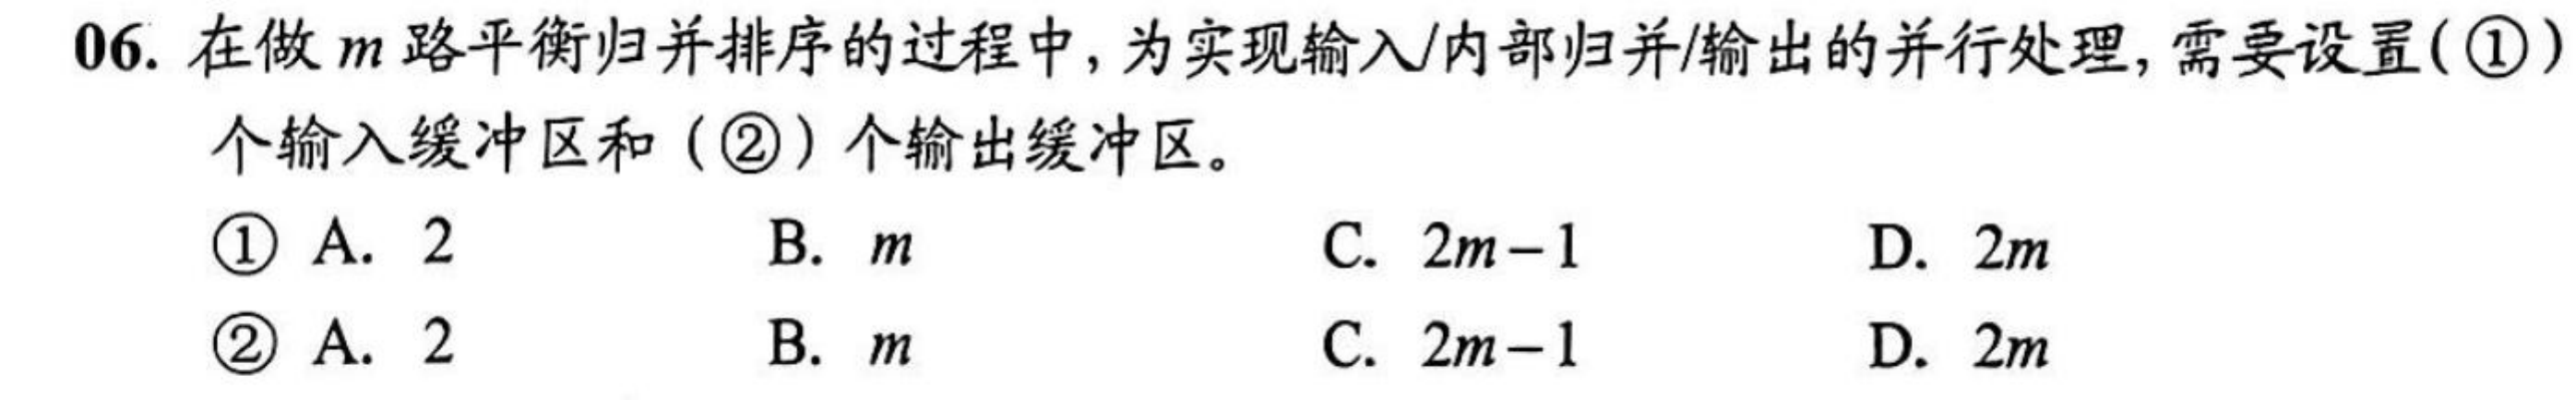 06. 在做 m 路平衡归并排序的过程中,为实现输入/内部归并/输出的并行处理,需要设置(①)
个输入缓冲区和（②）个输出缓冲区。
① A. 2 B. m C. 2m−1 D. 2m
② A. 2 B. m C. 2m−1 D. 2m